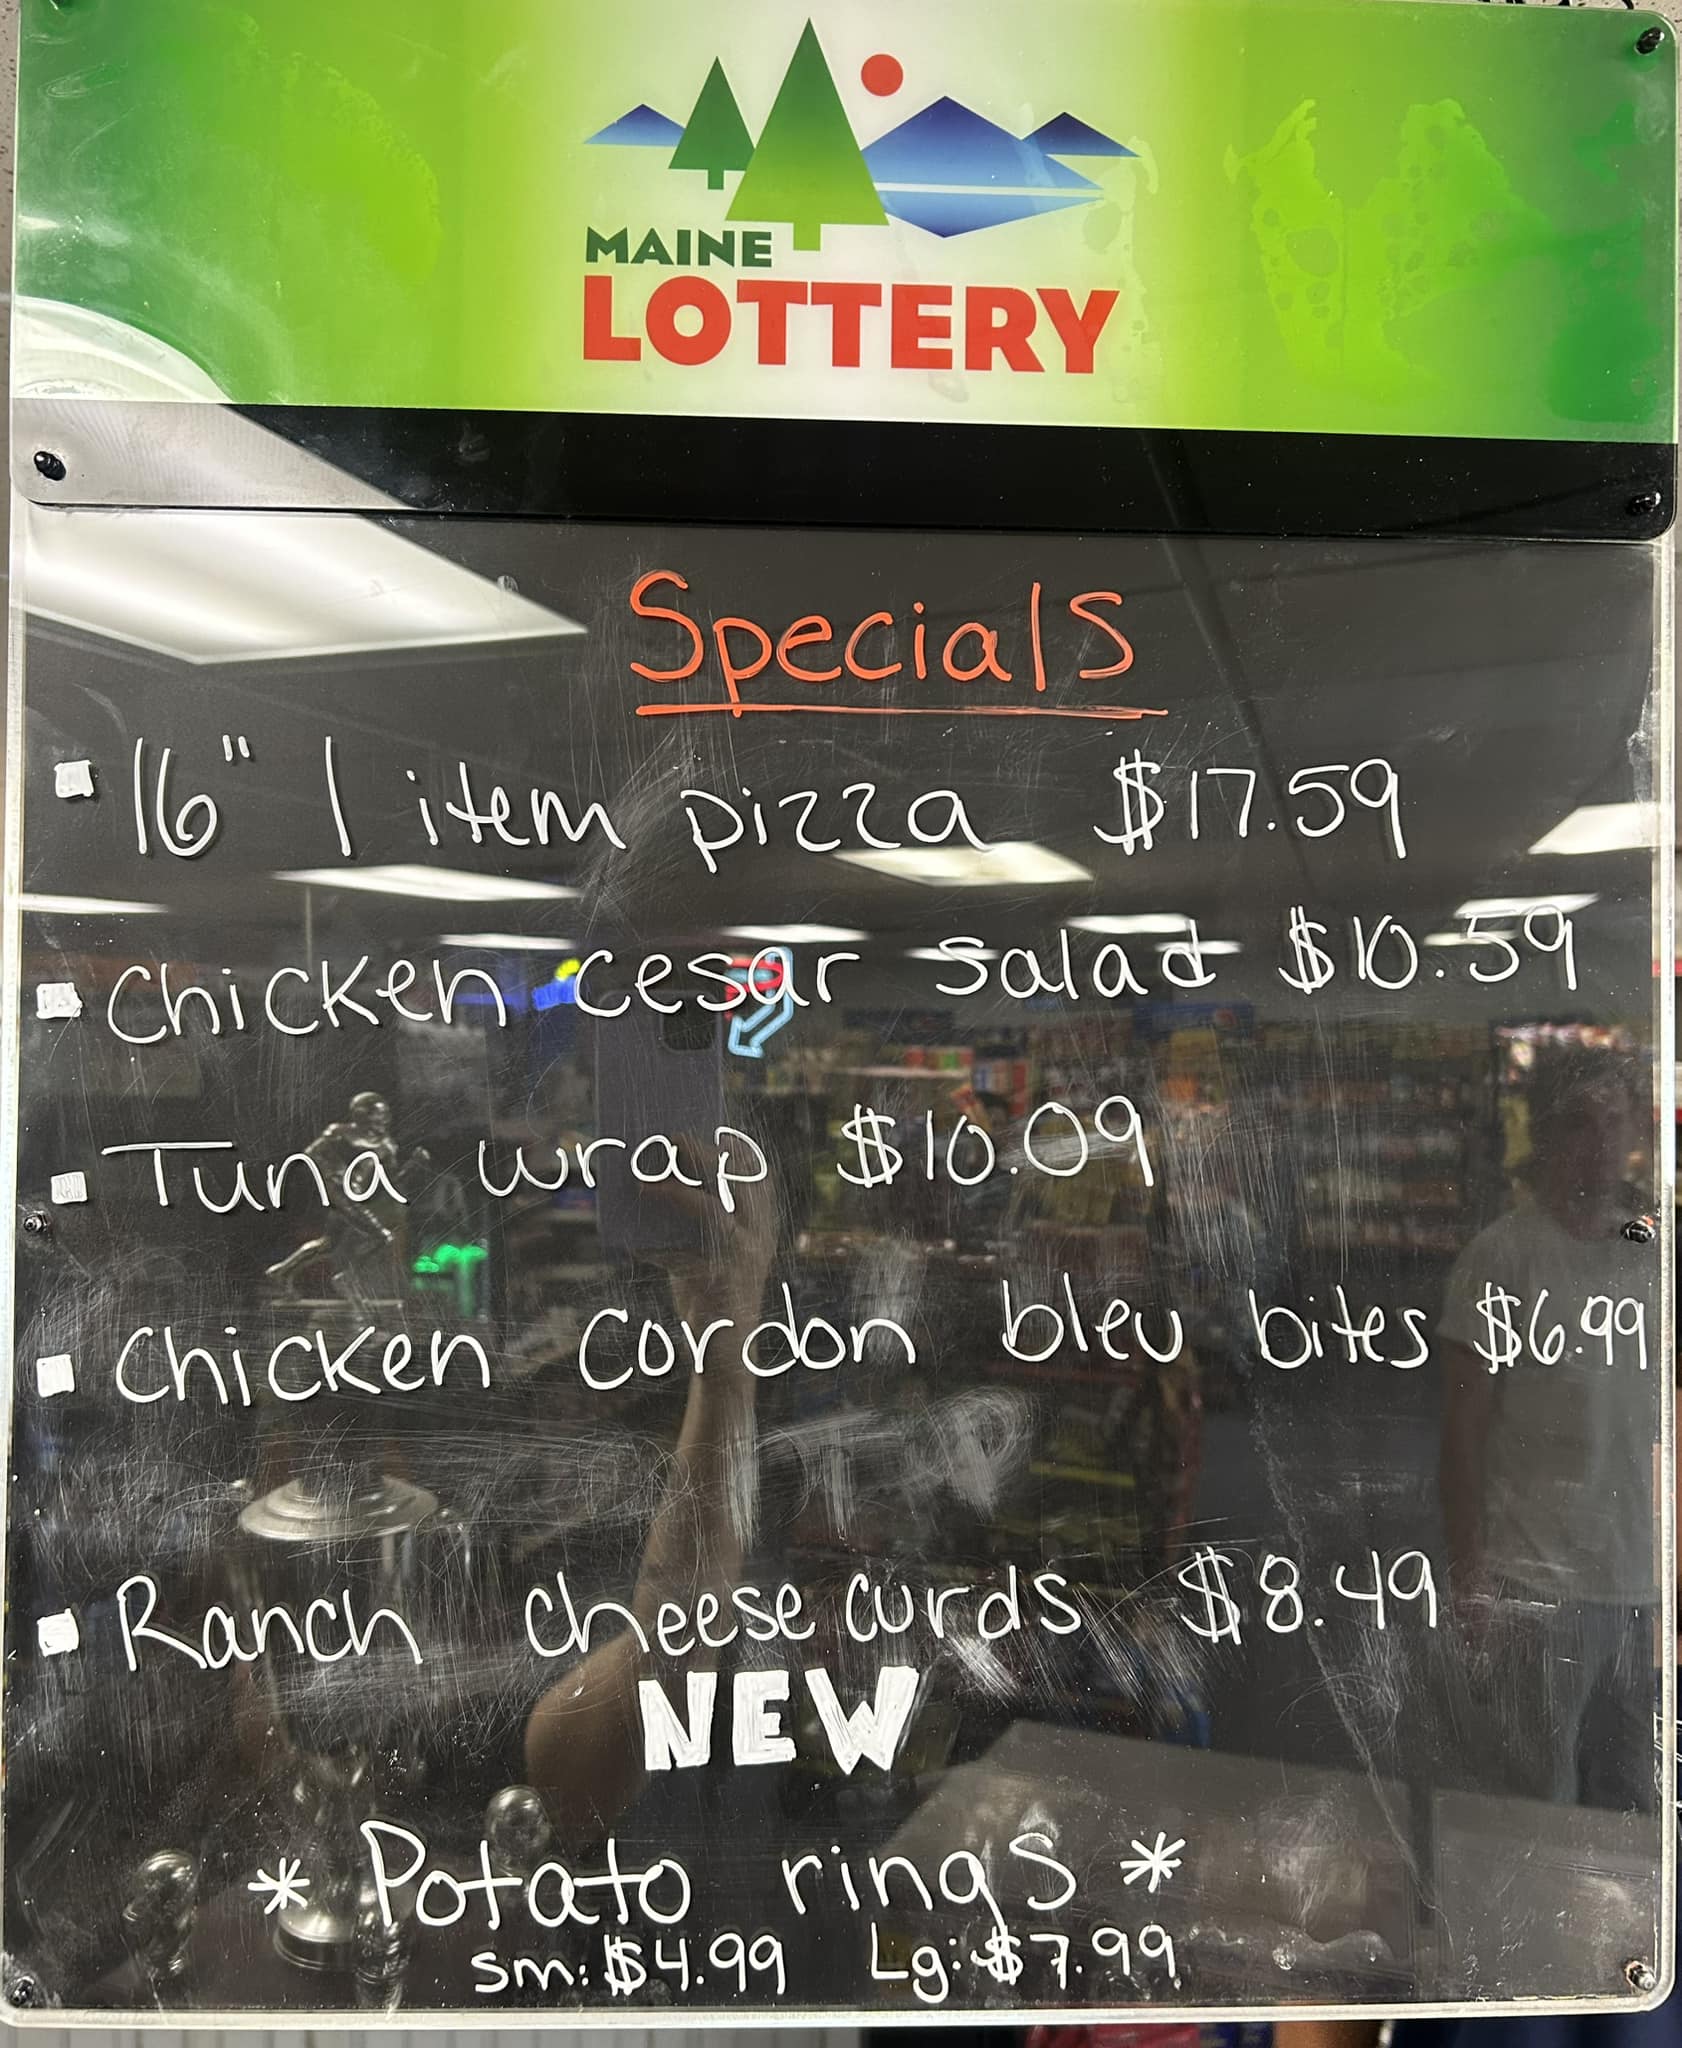 MAINE
LOTTERY
Specials
16" 1 item pizza $17.59
Chicken cesar salad $10.59
Tuna wrap $10.09
Chicken Cordon bleu bites $6.99
Ranch cheese curds $8.49
NEW
* Potato rings *
sm: $4.99 Lg: $7.99